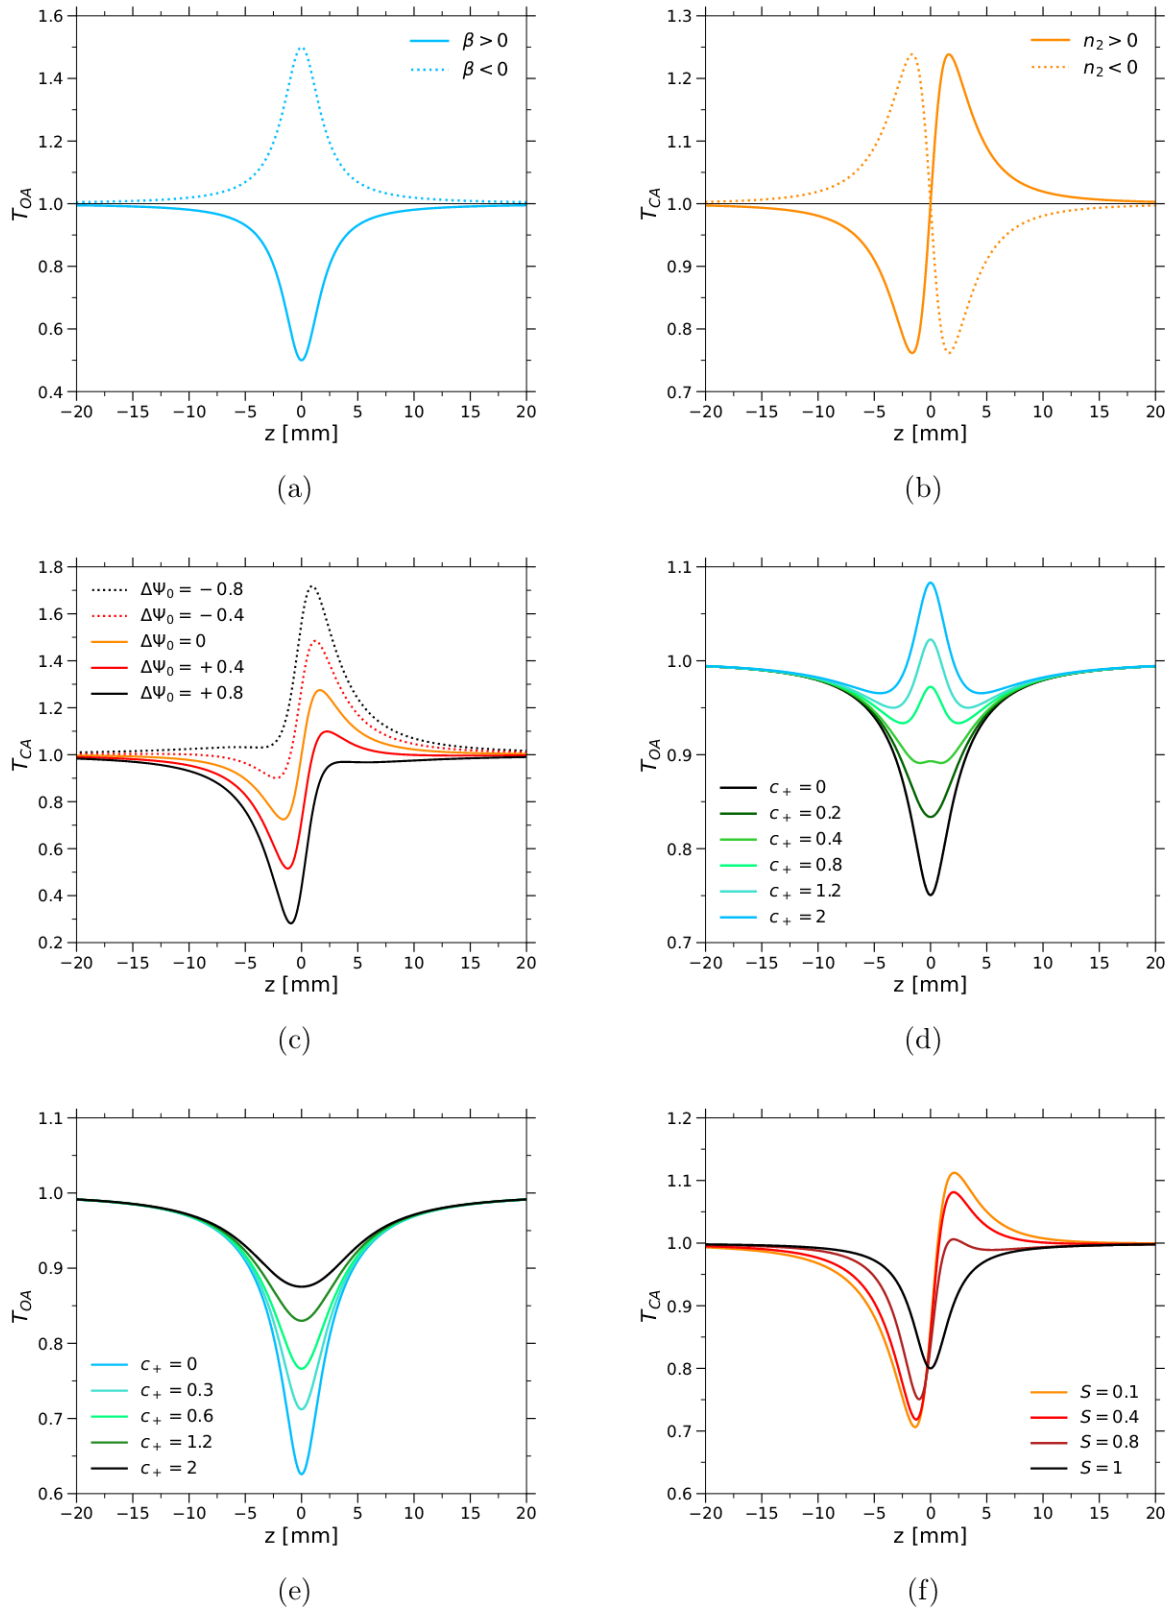 1.6
1.4
1.2
1.0
0.8
0.6
0.4
T_OA
β > 0
β < 0
−20 −15 −10 −5 0 5 10 15 20
z [mm]
(a)
1.3
1.2
1.1
1.0
0.9
0.8
0.7
T_CA
n₂ > 0
n₂ < 0
−20 −15 −10 −5 0 5 10 15 20
z [mm]
(b)
1.8
1.6
1.4
1.2
1.0
0.8
0.6
0.4
0.2
T_CA
ΔΨ₀ = − 0.8
ΔΨ₀ = − 0.4
ΔΨ₀ = 0
ΔΨ₀ = + 0.4
ΔΨ₀ = + 0.8
−20 −15 −10 −5 0 5 10 15 20
z [mm]
(c)
1.1
1.0
0.9
0.8
0.7
T_OA
c₊ = 0
c₊ = 0.2
c₊ = 0.4
c₊ = 0.8
c₊ = 1.2
c₊ = 2
−20 −15 −10 −5 0 5 10 15 20
z [mm]
(d)
1.1
1.0
0.9
0.8
0.7
0.6
T_OA
c₊ = 0
c₊ = 0.3
c₊ = 0.6
c₊ = 1.2
c₊ = 2
−20 −15 −10 −5 0 5 10 15 20
z [mm]
(e)
1.2
1.1
1.0
0.9
0.8
0.7
0.6
T_CA
S = 0.1
S = 0.4
S = 0.8
S = 1
−20 −15 −10 −5 0 5 10 15 20
z [mm]
(f)